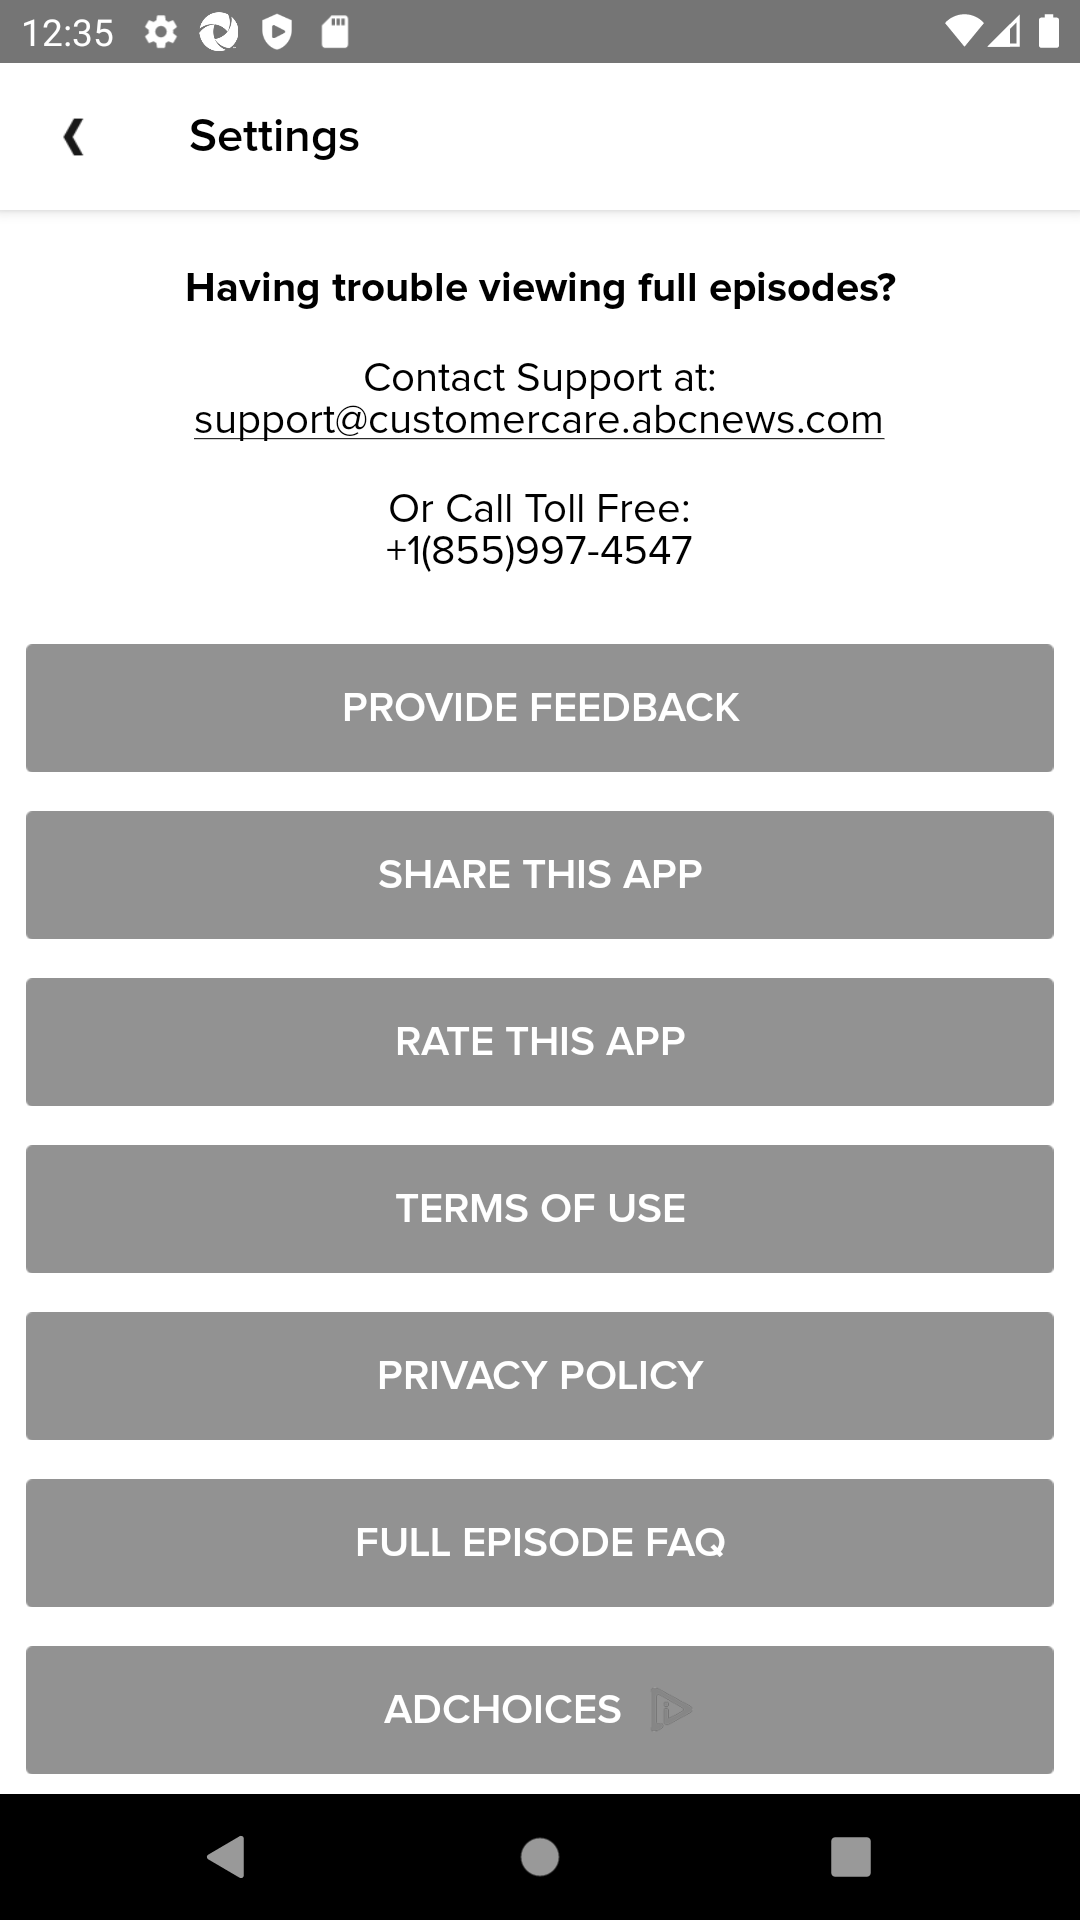 12:35
Settings
Having trouble viewing full episodes?
Contact Support at:
support@customercare.abcnews.com
Or Call Toll Free:
+1(855)997-4547
PROVIDE FEEDBACK
SHARE THIS APP
RATE THIS APP
TERMS OF USE
PRIVACY POLICY
FULL EPISODE FAQ
ADCHOICES